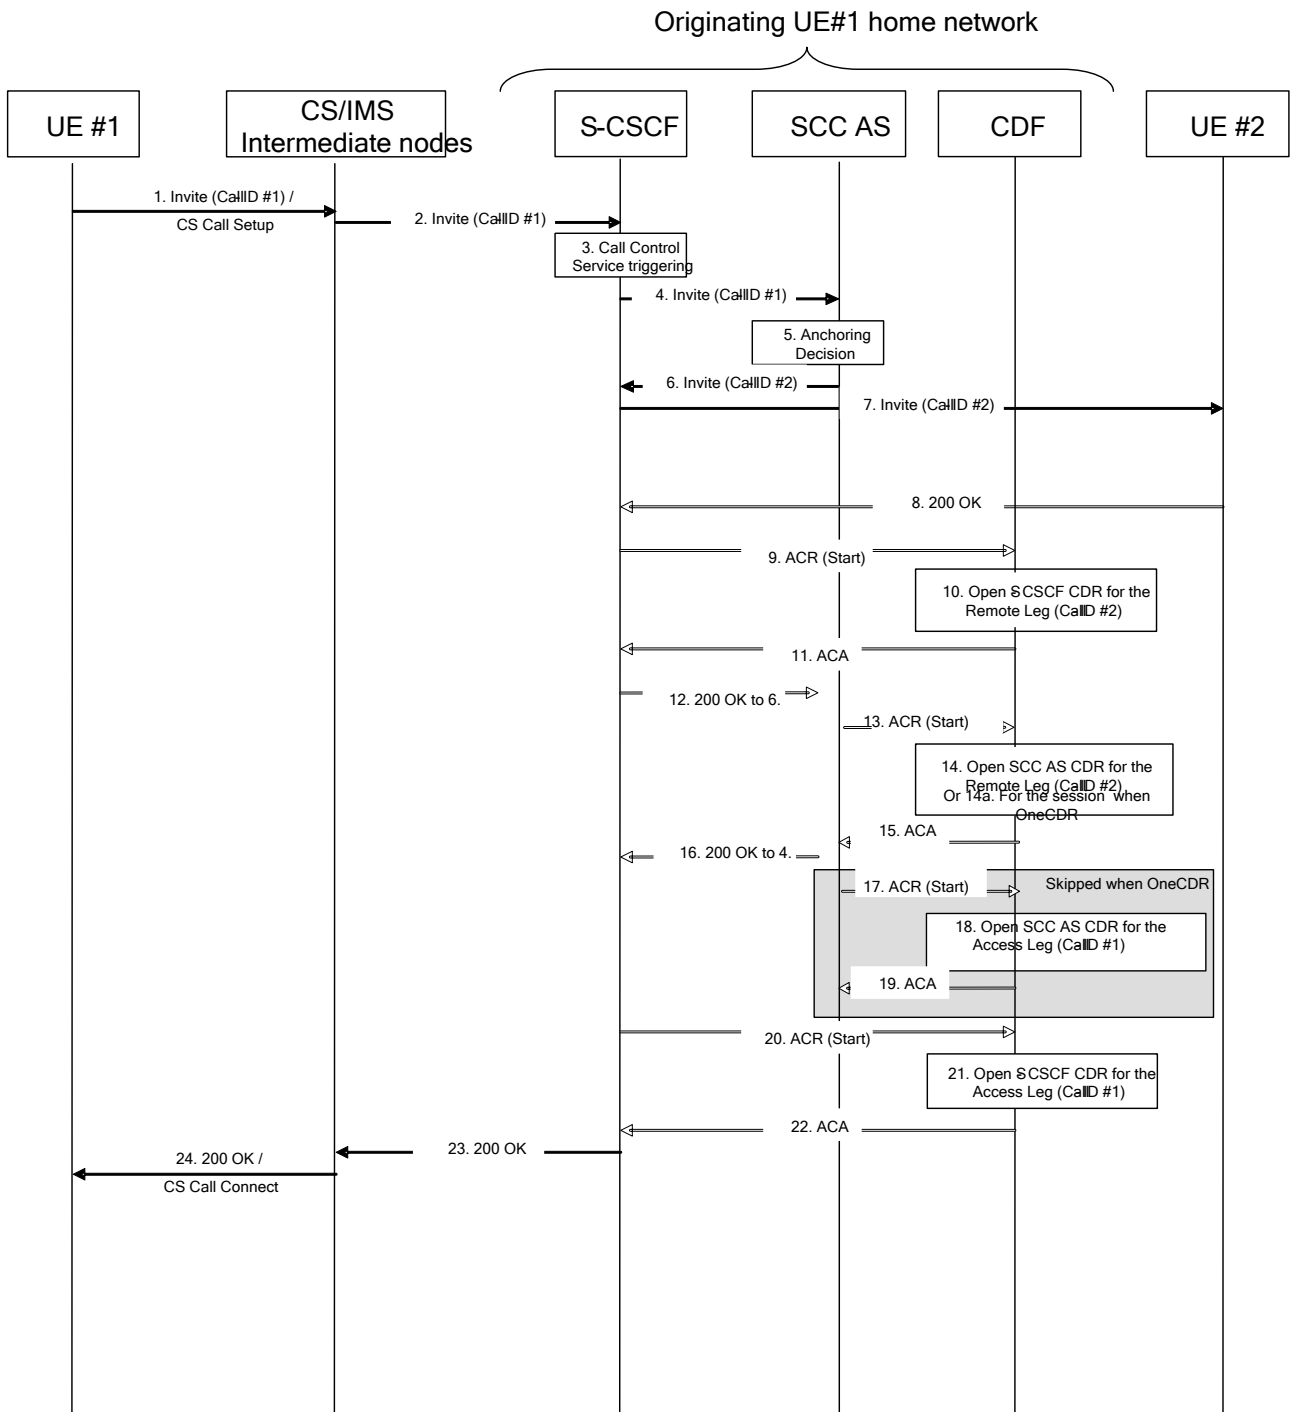 Originating UE#1 home network
UE #1
CS/IMS
Intermediate nodes
S-CSCF
SCC AS
CDF
UE #2
1. Invite (CallID #1) /
CS Call Setup
2. Invite (CallID #1)
3. Call Control
Service triggering
4. Invite (CallID #1)
5. Anchoring
Decision
6. Invite (CallID #2)
7. Invite (CallID #2)
8. 200 OK
9. ACR (Start)
10. Open S-CSCF CDR for the
Remote Leg (CallID #2)
11. ACA
12. 200 OK to 6.
13. ACR (Start)
14. Open SCC AS CDR for the
Remote Leg (CallID #2)
Or 14a. For the session when
OneCDR
15. ACA
16. 200 OK to 4.
17. ACR (Start)
Skipped when OneCDR
18. Open SCC AS CDR for the
Access Leg (CallID #1)
19. ACA
20. ACR (Start)
21. Open S-CSCF CDR for the
Access Leg (CallID #1)
22. ACA
23. 200 OK
24. 200 OK /
CS Call Connect